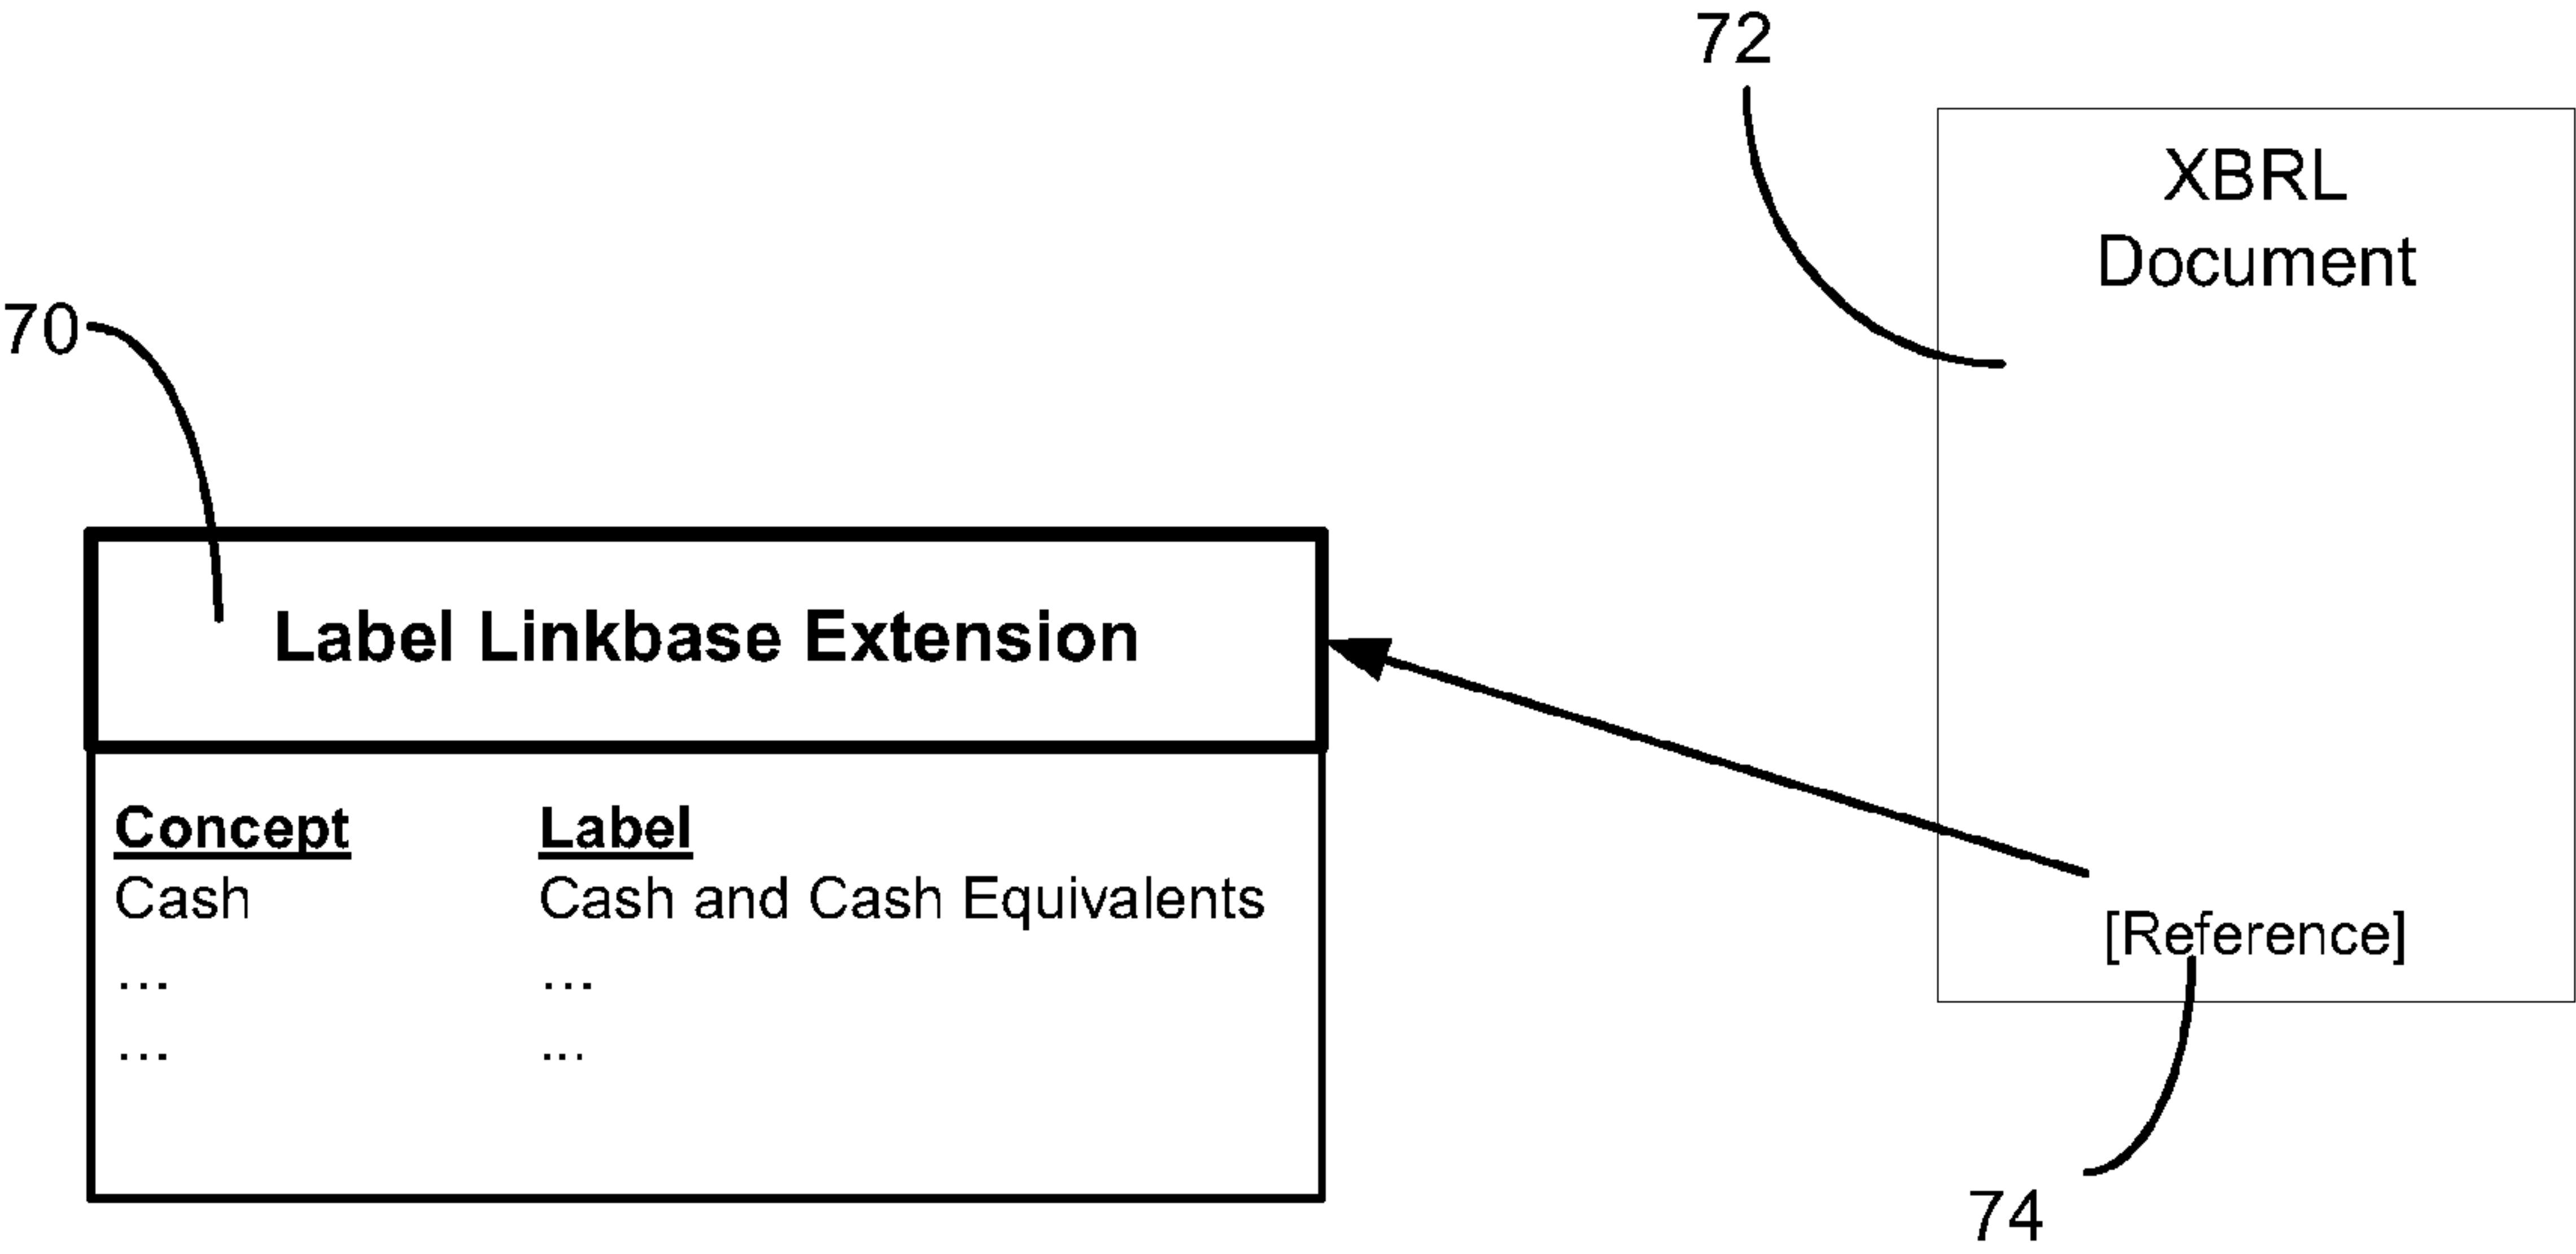 72
XBRL
Document
70
Label Linkbase Extension
Concept Label
Cash Cash and Cash Equivalents
... ...
... ...
[Reference]
74